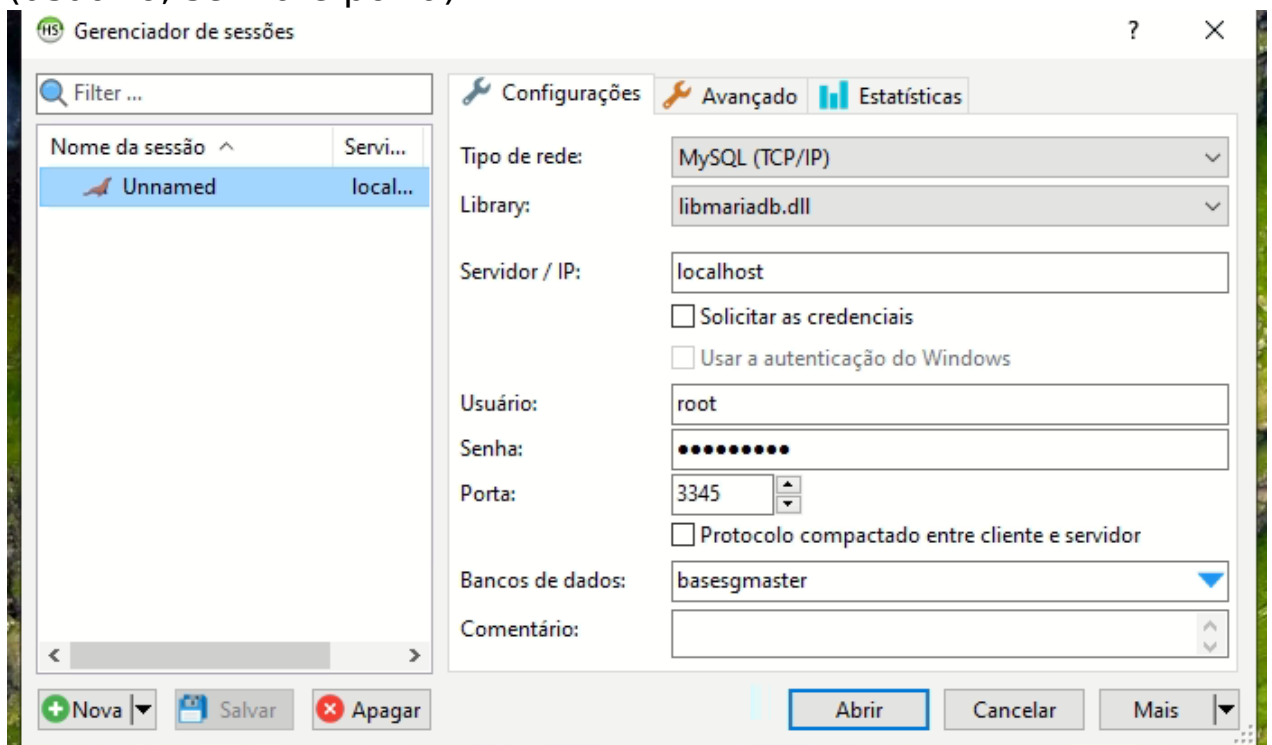 HS Gerenciador de sessões ? ×
Filter ...
Nome da sessão Servi...
Unnamed local...
Configurações Avançado Estatísticas
Tipo de rede: MySQL (TCP/IP)
Library: libmariadb.dll
Servidor / IP: localhost
Solicitar as credenciais
Usar a autenticação do Windows
Usuário: root
Senha: •••••••••
Porta: 3345
Protocolo compactado entre cliente e servidor
Bancos de dados: basesgmaster
Comentário:
Nova Salvar Apagar Abrir Cancelar Mais